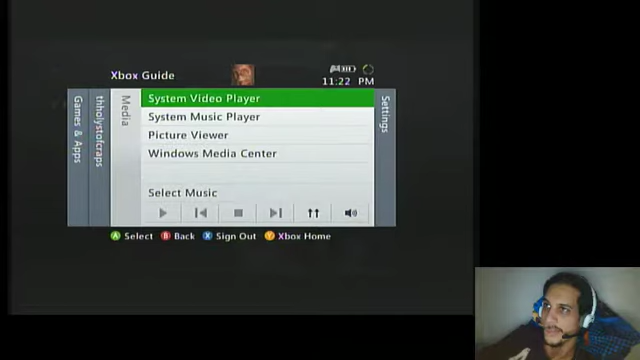 Xbox Guide
11:22 PM
Games & Apps
thholystofcraps
Media
System Video Player
System Music Player
Picture Viewer
Windows Media Center
Select Music
Settings
A Select B Back X Sign Out Y Xbox Home